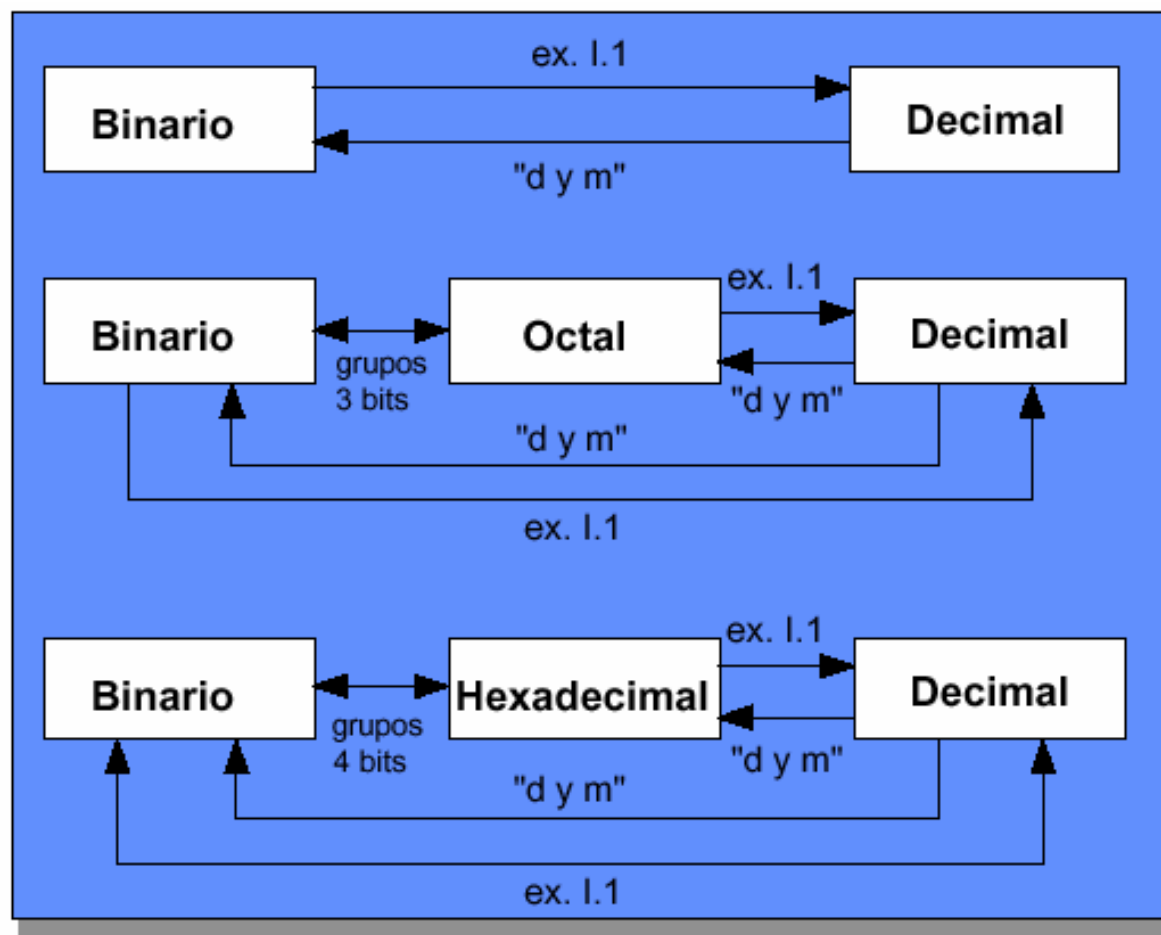 ex. I.1
Binario
Decimal
"d y m"
ex. I.1
Binario
Octal
Decimal
grupos
3 bits
"d y m"
"d y m"
ex. I.1
ex. I.1
Binario
Hexadecimal
Decimal
grupos
4 bits
"d y m"
"d y m"
ex. I.1